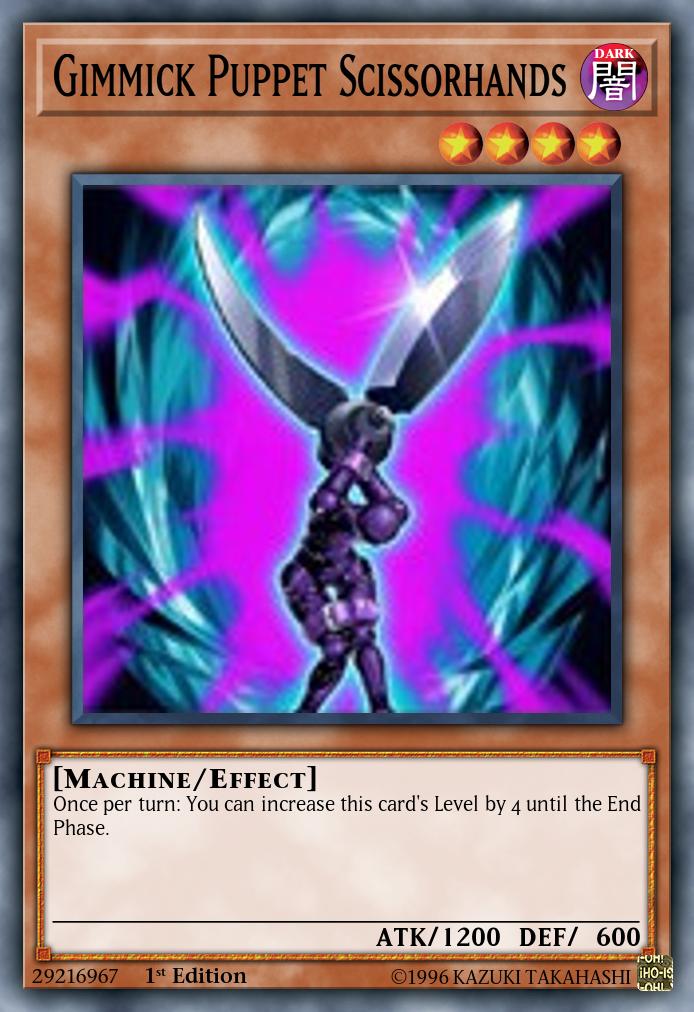 Gimmick Puppet Scissorhands
DARK
闇
[Machine/Effect]
Once per turn: You can increase this card's Level by 4 until the End
Phase.
ATK/1200 DEF/ 600
29216967 1st Edition ©1996 KAZUKI TAKAHASHI